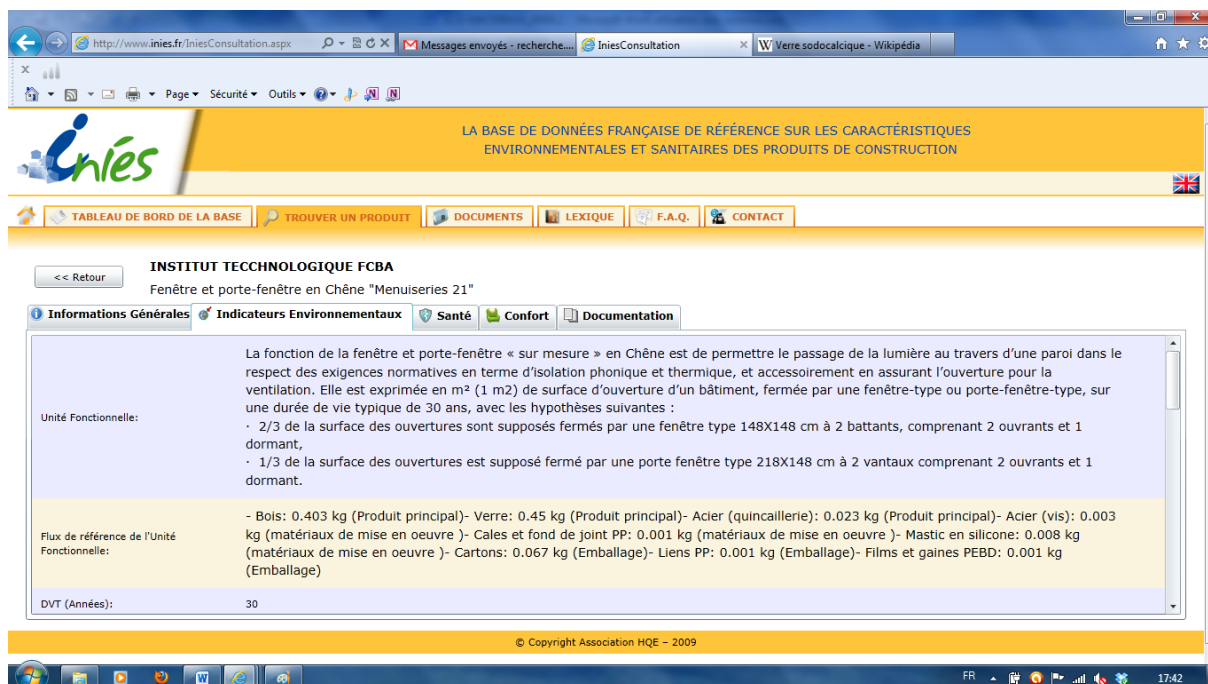 http://www.inies.fr/IniesConsultation.aspx
Messages envoyés - recherche....
IniesConsultation
Verre sodocalcique - Wikipédia
Page
Sécurité
Outils
Iniés
LA BASE DE DONNÉES FRANÇAISE DE RÉFÉRENCE SUR LES CARACTÉRISTIQUES
ENVIRONNEMENTALES ET SANITAIRES DES PRODUITS DE CONSTRUCTION
TABLEAU DE BORD DE LA BASE
TROUVER UN PRODUIT
DOCUMENTS
LEXIQUE
F.A.Q.
CONTACT
<< Retour
INSTITUT TECCHNOLOGIQUE FCBA
Fenêtre et porte-fenêtre en Chêne "Menuiseries 21"
Informations Générales
Indicateurs Environnementaux
Santé
Confort
Documentation
Unité Fonctionnelle:
La fonction de la fenêtre et porte-fenêtre « sur mesure » en Chêne est de permettre le passage de la lumière au travers d'une paroi dans le
respect des exigences normatives en terme d'isolation phonique et thermique, et accessoirement en assurant l'ouverture pour la
ventilation. Elle est exprimée en m² (1 m2) de surface d'ouverture d'un bâtiment, fermée par une fenêtre-type ou porte-fenêtre-type, sur
une durée de vie typique de 30 ans, avec les hypothèses suivantes :
· 2/3 de la surface des ouvertures sont supposés fermés par une fenêtre type 148X148 cm à 2 battants, comprenant 2 ouvrants et 1
dormant,
· 1/3 de la surface des ouvertures est supposé fermé par une porte fenêtre type 218X148 cm à 2 vantaux comprenant 2 ouvrants et 1
dormant.
Flux de référence de l'Unité
Fonctionnelle:
- Bois: 0.403 kg (Produit principal)- Verre: 0.45 kg (Produit principal)- Acier (quincaillerie): 0.023 kg (Produit principal)- Acier (vis): 0.003
kg (matériaux de mise en oeuvre )- Cales et fond de joint PP: 0.001 kg (matériaux de mise en oeuvre )- Mastic en silicone: 0.008 kg
(matériaux de mise en oeuvre )- Cartons: 0.067 kg (Emballage)- Liens PP: 0.001 kg (Emballage)- Films et gaines PEBD: 0.001 kg
(Emballage)
DVT (Années):
30
© Copyright Association HQE – 2009
FR
17:42